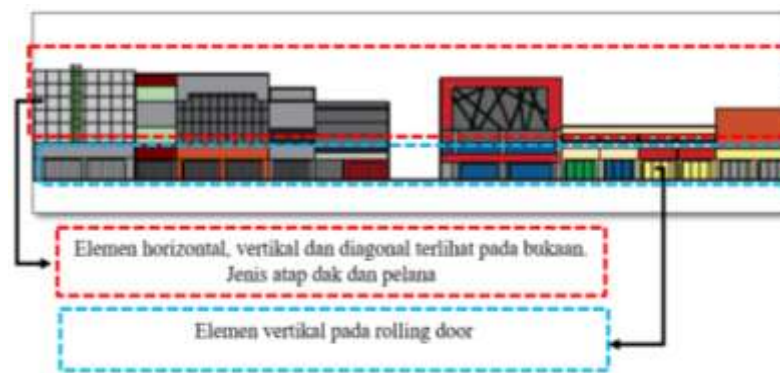 Elemen horizontal, vertikal dan diagonal terlihat pada bukaan.
Jenis atap dak dan pelana
Elemen vertikal pada rolling door